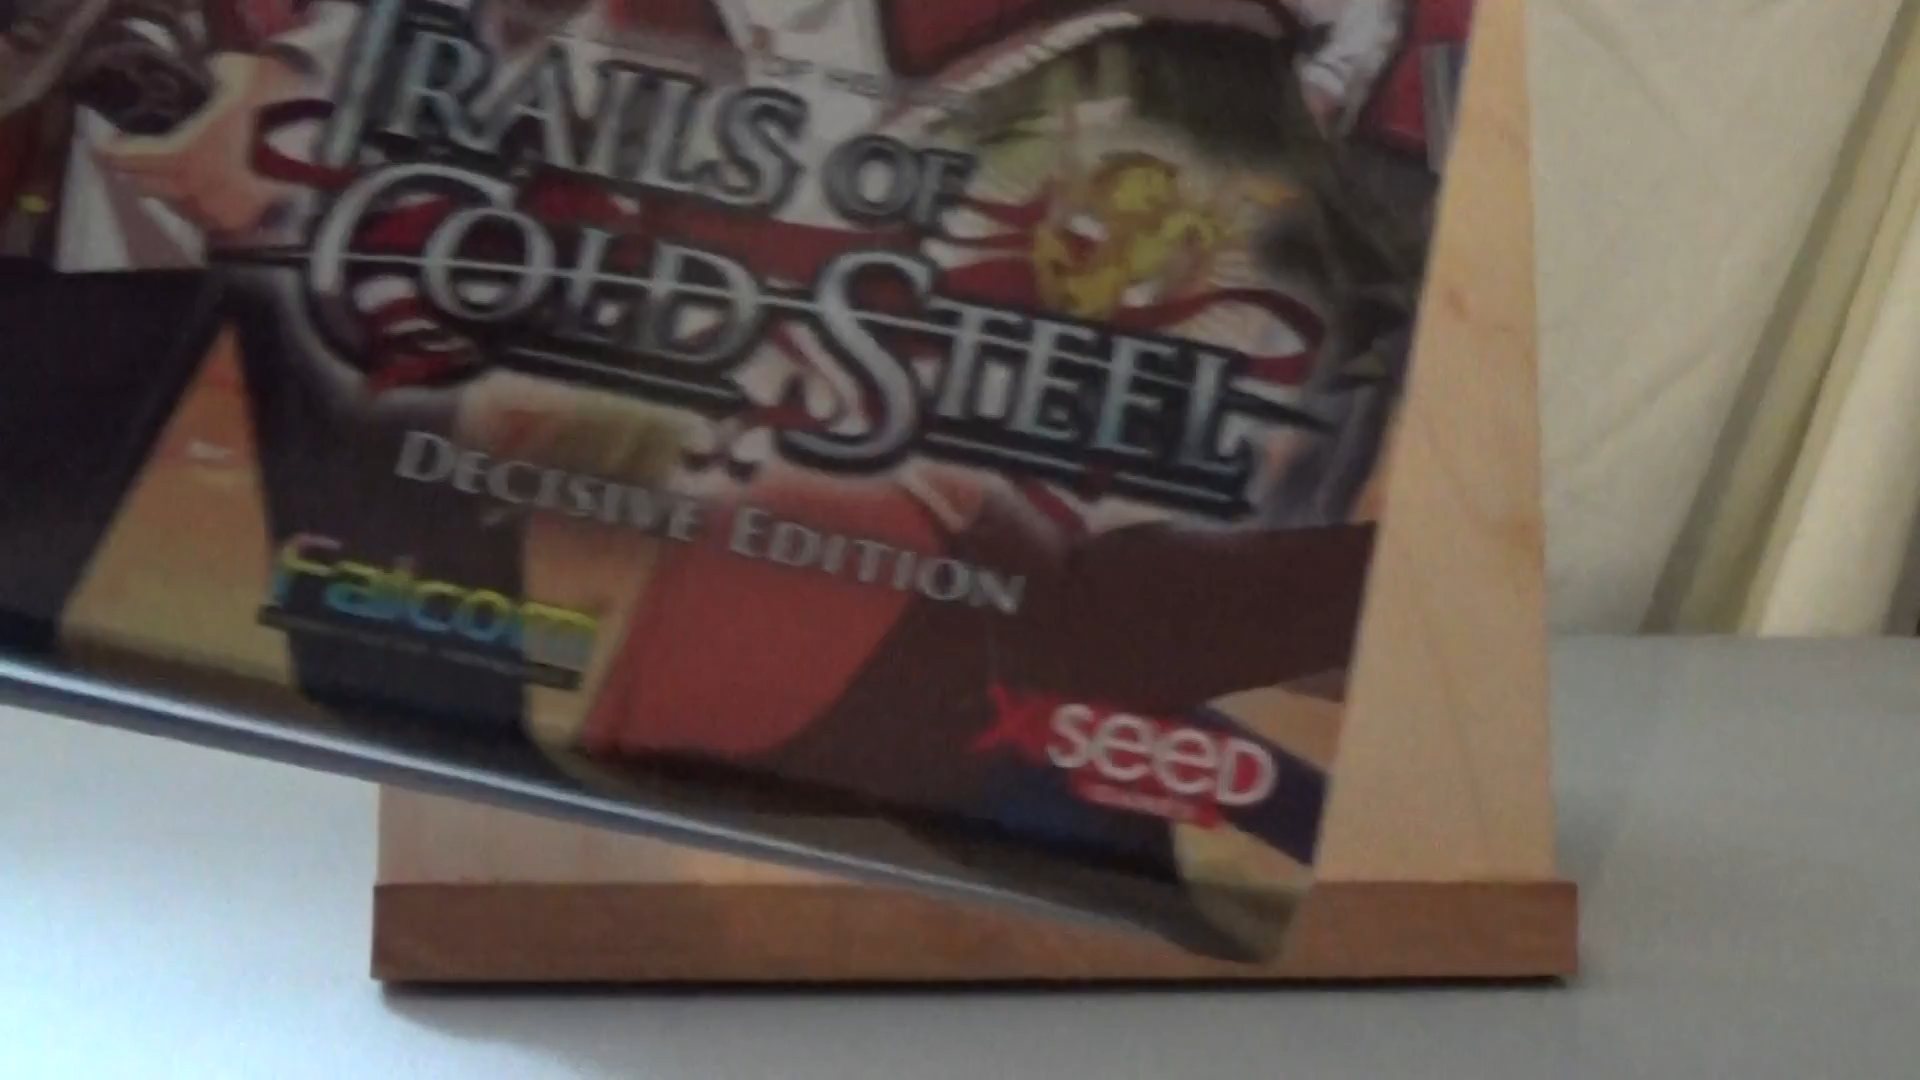 TRAILS OF
COLD STEEL
DECISIVE EDITION
Falcom
XSEED